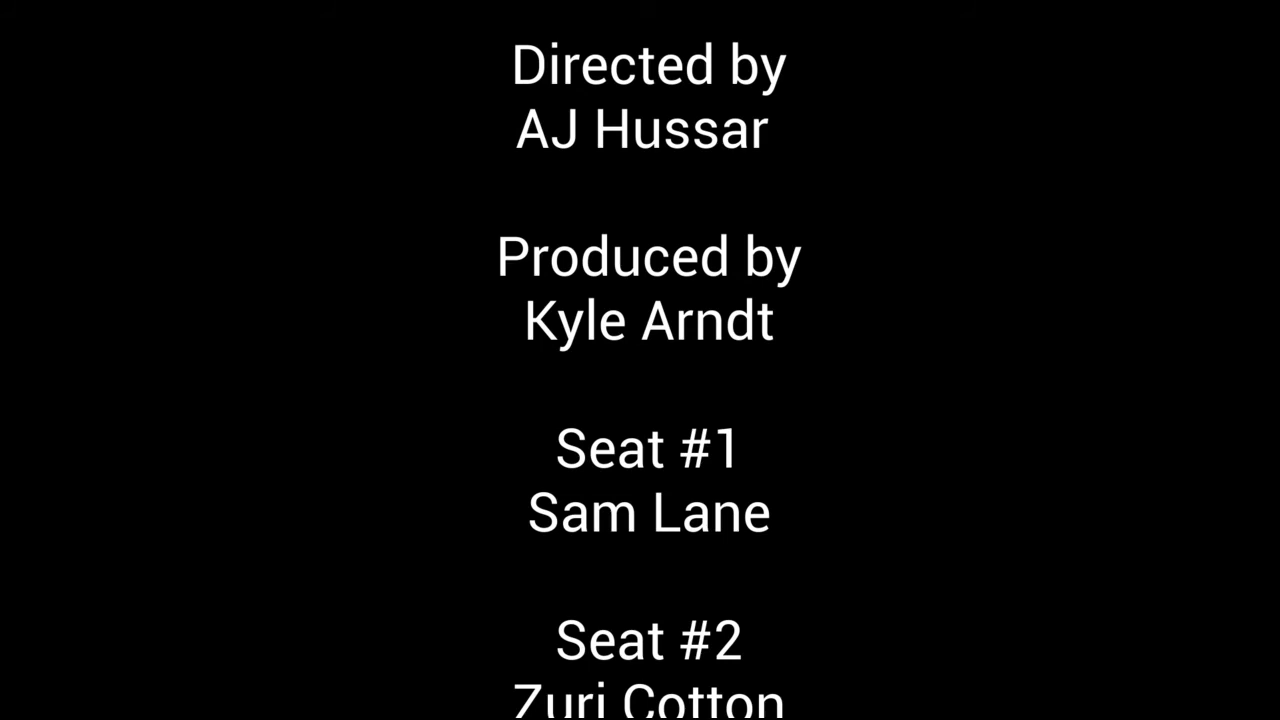 Directed by
AJ Hussar
Produced by
Kyle Arndt
Seat #1
Sam Lane
Seat #2
Zuri Cotton